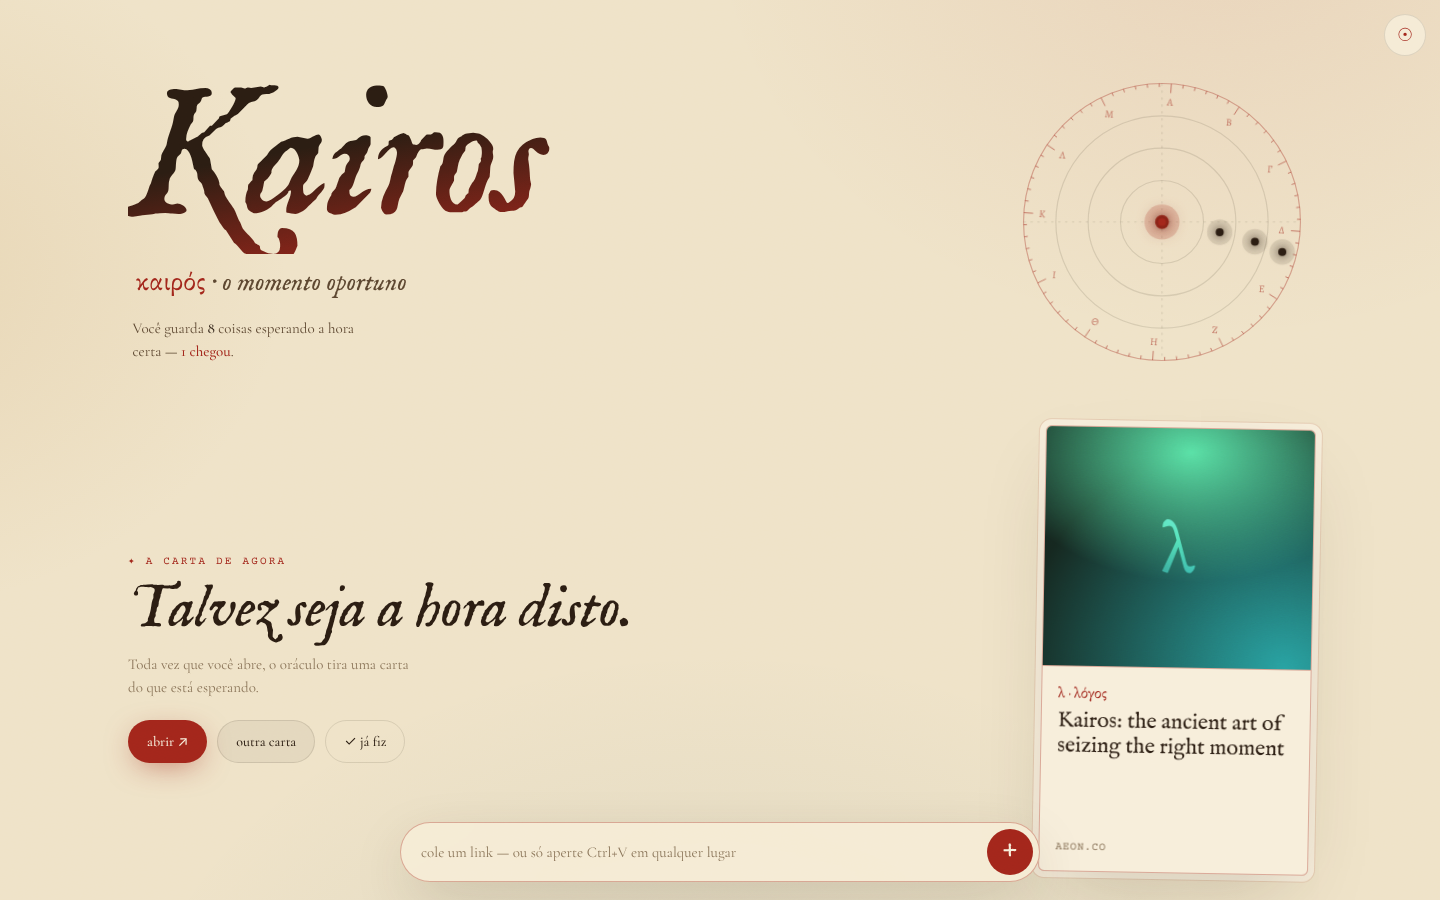 Kairos
καιρός · o momento oportuno
Você guarda 8 coisas esperando a hora
certa — 1 chegou.
A
B
Γ
Δ
E
Z
H
Θ
I
K
Λ
M
✦ A CARTA DE AGORA
Talvez seja a hora disto.
Toda vez que você abre, o oráculo tira uma carta
do que está esperando.
abrir ↗
outra carta
✓ já fiz
λ
λ · λόγος
Kairos: the ancient art of
seizing the right moment
AEON.CO
cole um link — ou só aperte Ctrl+V em qualquer lugar
+